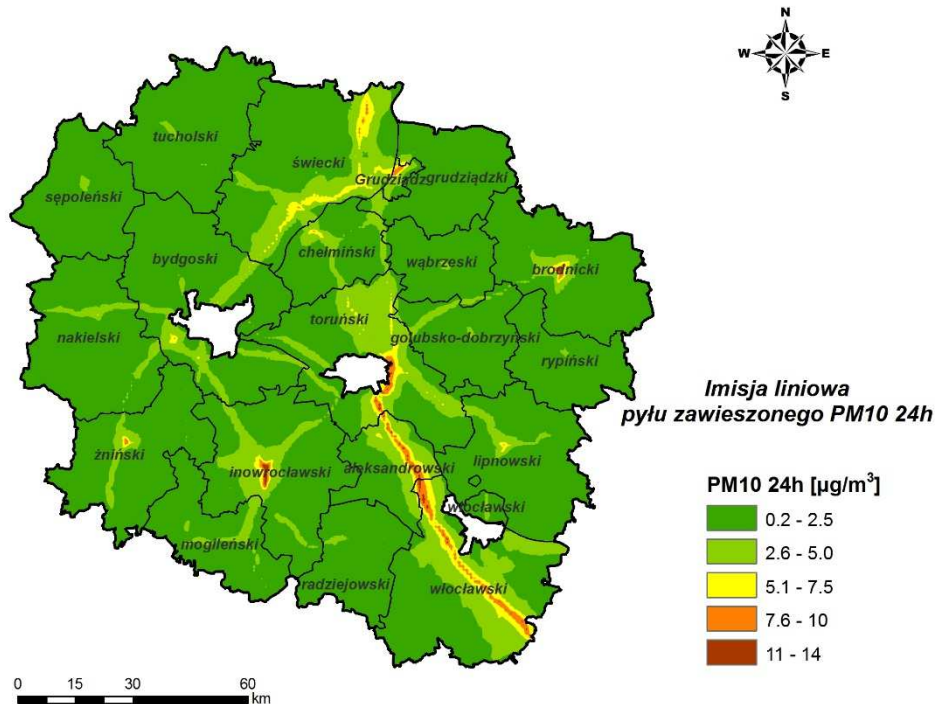 N
W E
S
tucholski
świecki
Grudziądz
grudziądzki
sępoleński
bydgoski
chełmiński
wąbrzeski
brodnicki
nakielski
toruński
golubsko-dobrzyński
rypiński
żniński
inowrocławski
aleksandrowski
lipnowski
włocławski
mogileński
radziejowski
włocławski
Imisja liniowa
pyłu zawieszonego PM10 24h
PM10 24h [µg/m³]
0.2 - 2.5
2.6 - 5.0
5.1 - 7.5
7.6 - 10
11 - 14
0 15 30 60
km